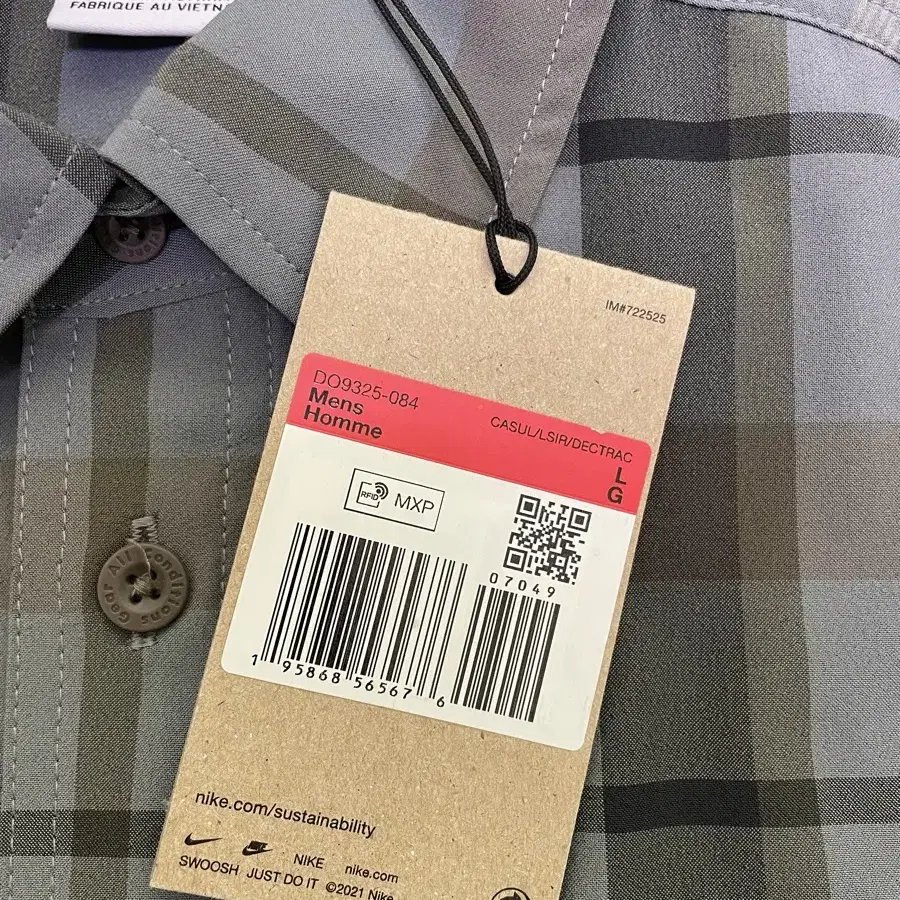 FABRIQUE AU VIETN
IM#722525
DO9325-084
Mens
Homme
CASUL/LSIR/DECTRAC
L
G
RFID
MXP
07049
1 95868 56567 6
All Conditions Gear
nike.com/sustainability
NIKE nike.com
SWOOSH JUST DO IT ©2021 Nike